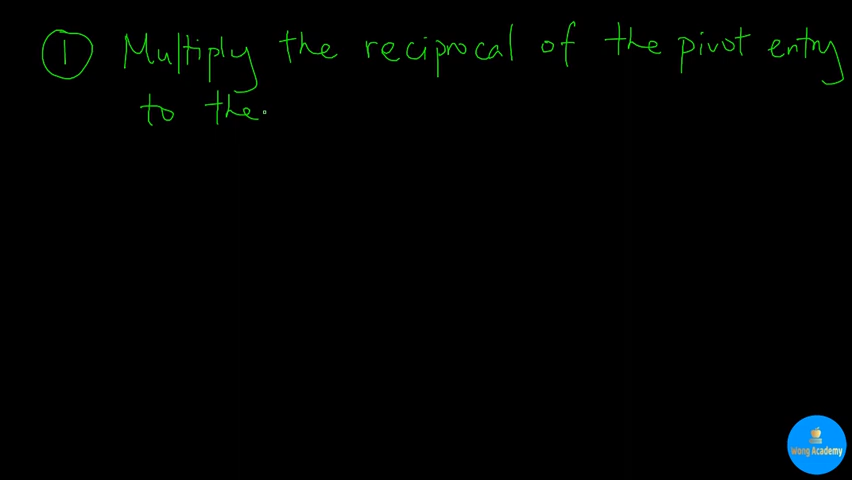 ① Multiply the reciprocal of the pivot entry
to the
Wong Academy